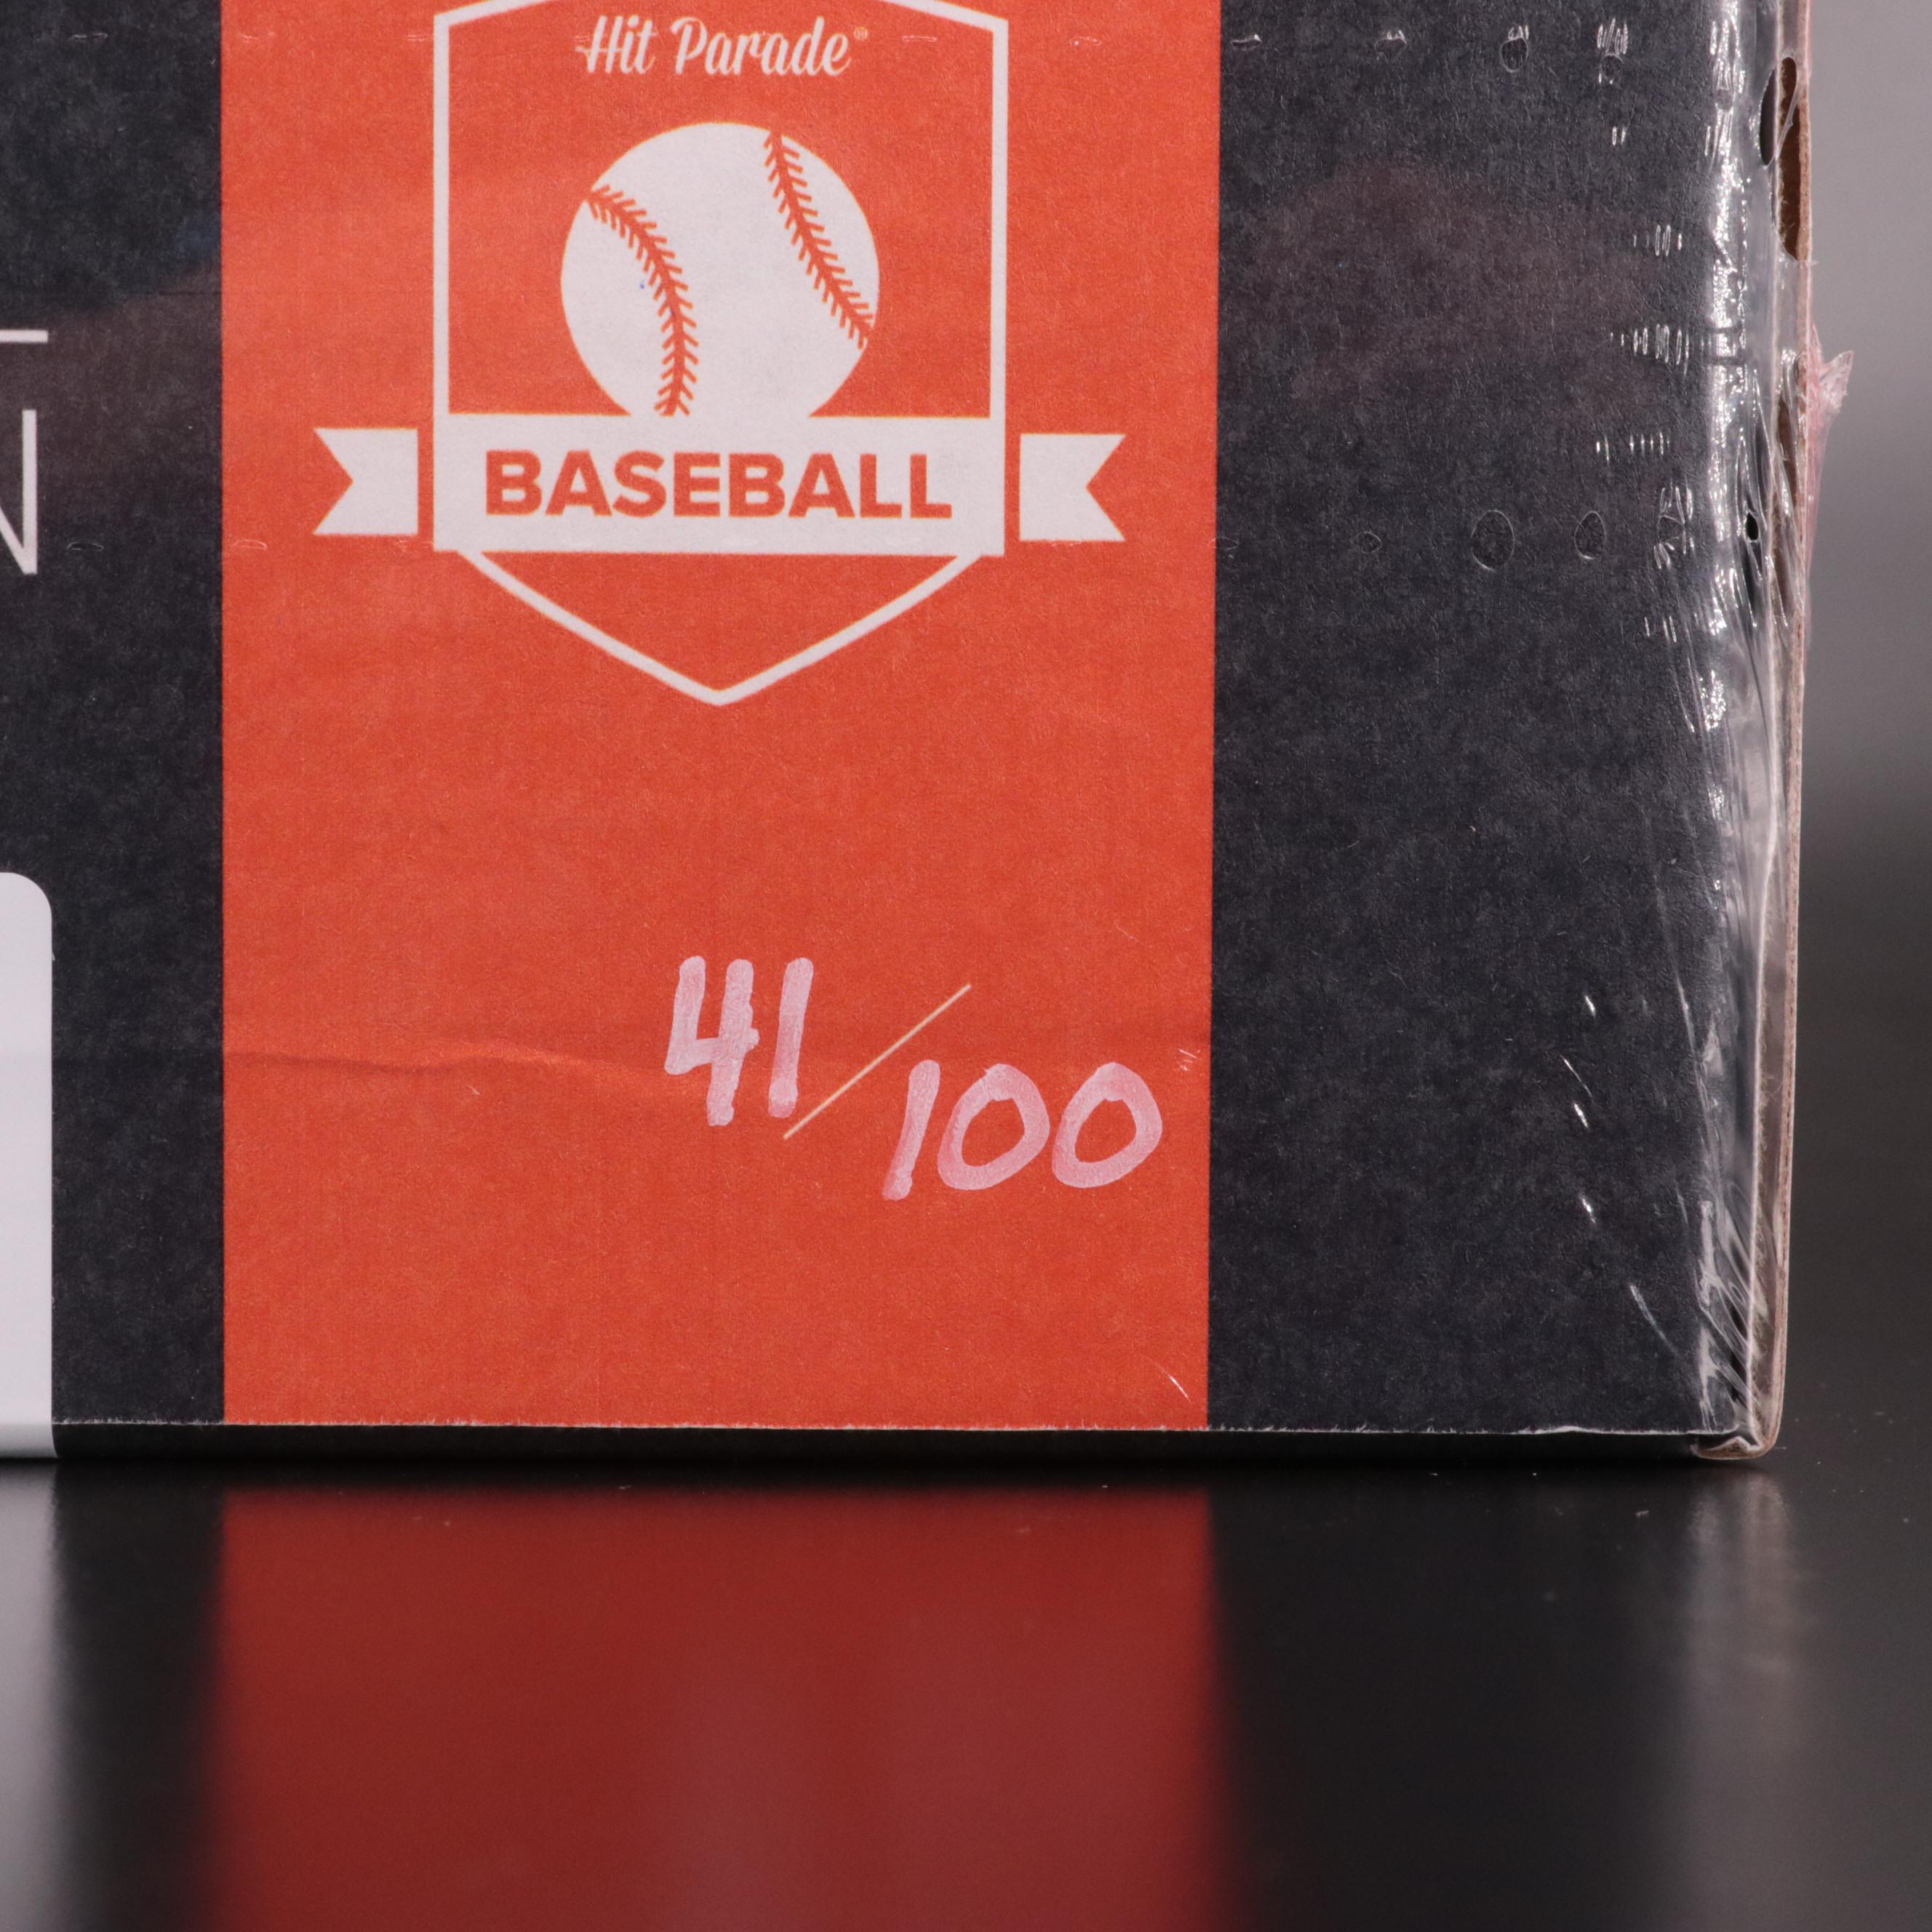 Hit Parade®
N
BASEBALL
41/100